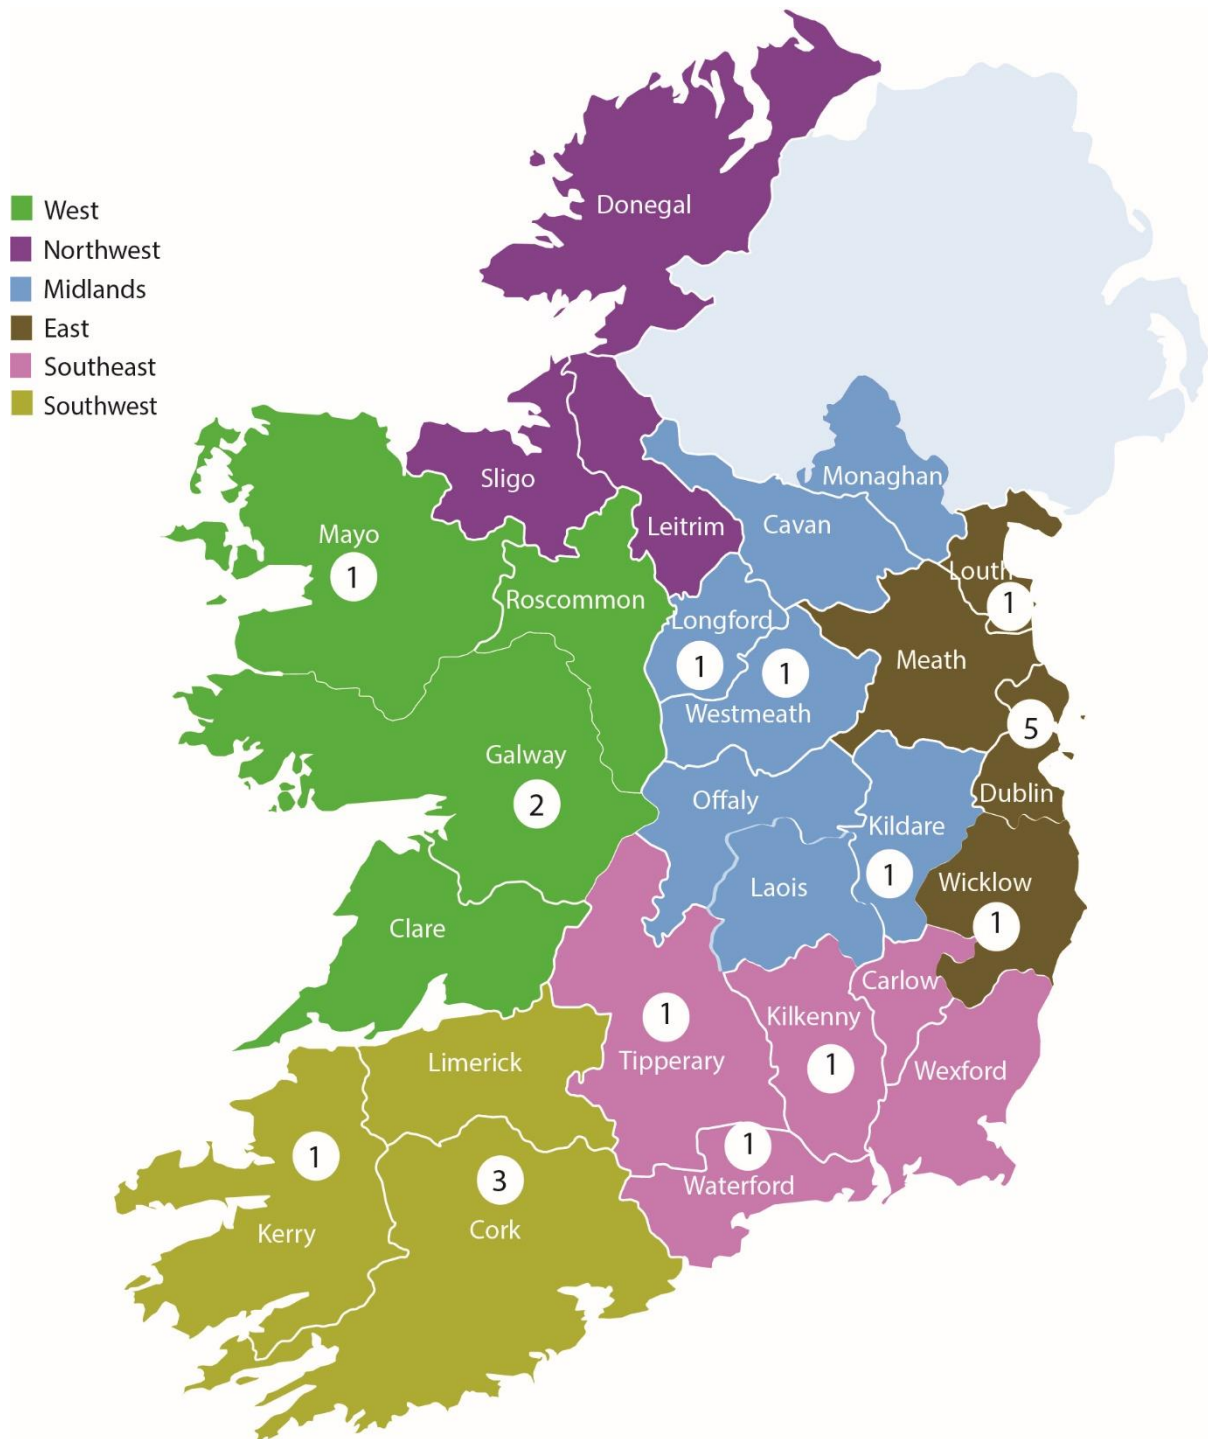 West
Northwest
Midlands
East
Southeast
Southwest
Donegal
Sligo
Leitrim
Monaghan
Cavan
Mayo
1
Roscommon
Louth
1
Longford
1
1
Westmeath
Meath
5
Dublin
Galway
2
Offaly
Kildare
1
Laois
Wicklow
1
Clare
Carlow
1
Tipperary
Kilkenny
1
Wexford
Limerick
1
Waterford
1
Kerry
3
Cork